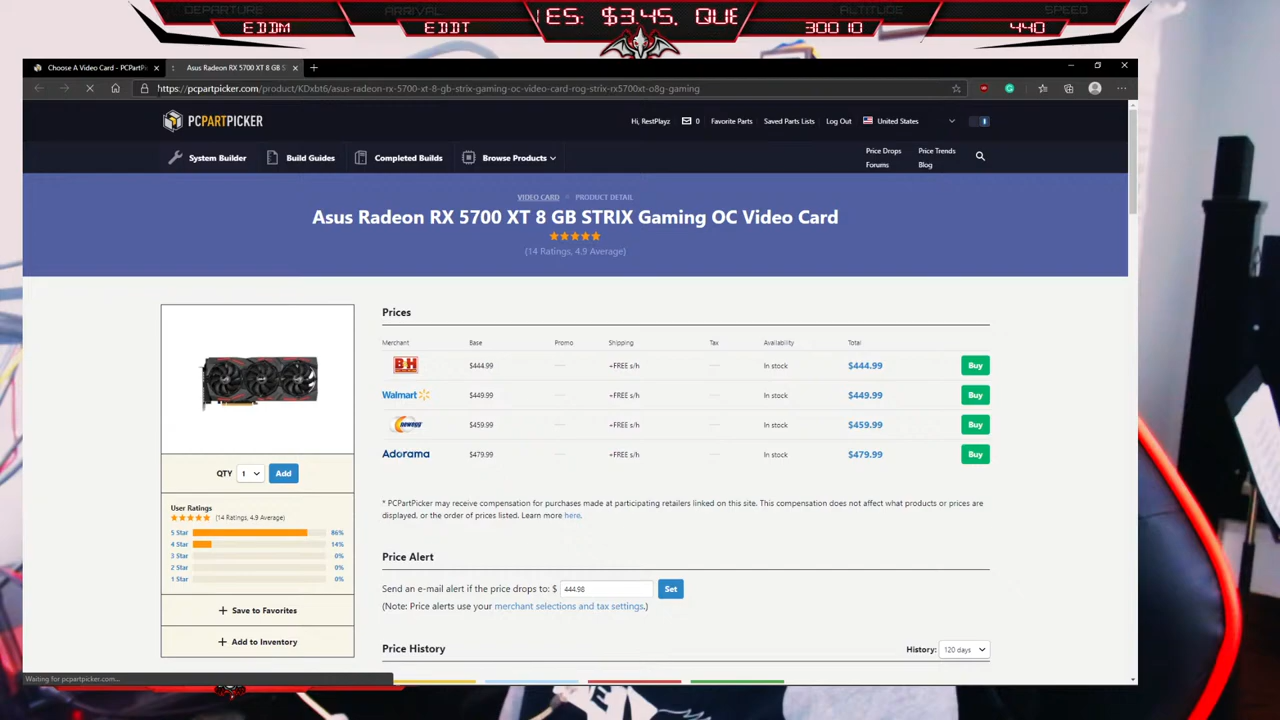 DEPARTURE
EDDM
ARRIVAL
EDDT
ES: $3.45, QUE
ALTITUDE
300 10
SPEED
440
Choose A Video Card - PCPartPi
Asus Radeon RX 5700 XT 8 GB S
https://pcpartpicker.com/product/KDxbt6/asus-radeon-rx-5700-xt-8-gb-strix-gaming-oc-video-card-rog-strix-rx5700xt-o8g-gaming
PCPARTPICKER
Hi, RestPlayz
0
Favorite Parts
Saved Parts Lists
Log Out
United States
System Builder
Build Guides
Completed Builds
Browse Products
Price Drops
Price Trends
Forums
Blog
VIDEO CARD
PRODUCT DETAIL
Asus Radeon RX 5700 XT 8 GB STRIX Gaming OC Video Card
(14 Ratings, 4.9 Average)
Prices
Merchant Base Promo Shipping Tax Availability Total
B&H $444.99 +FREE s/h In stock $444.99 Buy
Walmart $449.99 +FREE s/h In stock $449.99 Buy
newegg $459.99 +FREE s/h In stock $459.99 Buy
Adorama $479.99 +FREE s/h In stock $479.99 Buy
QTY 1 Add
* PCPartPicker may receive compensation for purchases made at participating retailers linked on this site. This compensation does not affect what products or prices are
displayed, or the order of prices listed. Learn more here.
User Ratings
(14 Ratings, 4.9 Average)
5 Star 86%
4 Star 14%
3 Star 0%
2 Star 0%
1 Star 0%
+ Save to Favorites
+ Add to Inventory
Price Alert
Send an e-mail alert if the price drops to: $ 444.98 Set
(Note: Price alerts use your merchant selections and tax settings.)
Price History
History: 120 days
Waiting for pcpartpicker.com...